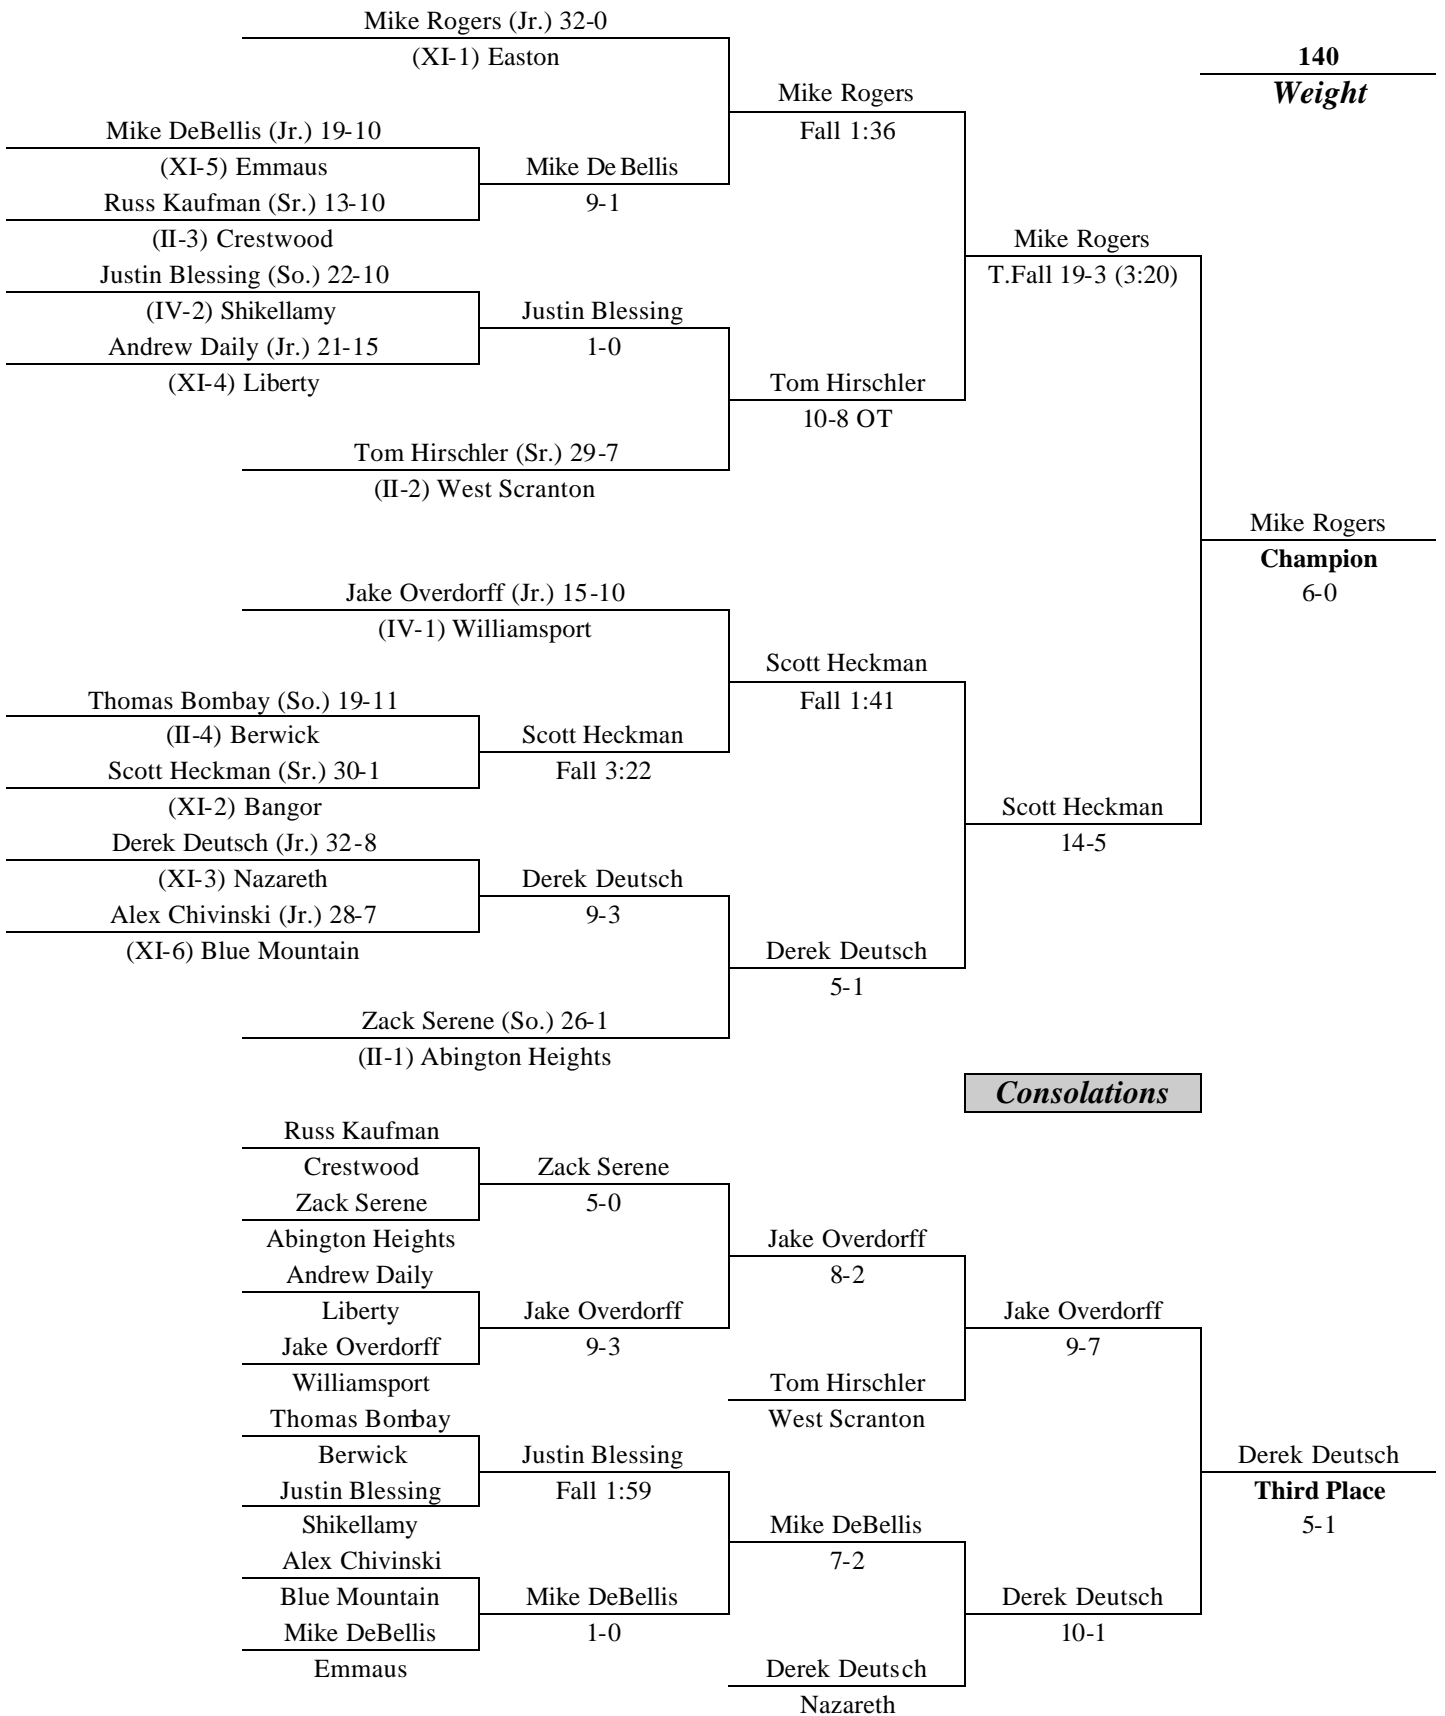 Mike Rogers (Jr.) 32-0
(XI-1) Easton
140
Weight
Mike Rogers
Fall 1:36
Mike DeBellis (Jr.) 19-10
(XI-5) Emmaus
Mike DeBellis
Russ Kaufman (Sr.) 13-10
9-1
(II-3) Crestwood
Mike Rogers
Justin Blessing (So.) 22-10
T.Fall 19-3 (3:20)
(IV-2) Shikellamy
Justin Blessing
Andrew Daily (Jr.) 21-15
1-0
(XI-4) Liberty
Tom Hirschler
10-8 OT
Tom Hirschler (Sr.) 29-7
(II-2) West Scranton
Mike Rogers
Champion
6-0
Jake Overdorff (Jr.) 15-10
(IV-1) Williamsport
Scott Heckman
Fall 1:41
Thomas Bombay (So.) 19-11
(II-4) Berwick
Scott Heckman
Scott Heckman (Sr.) 30-1
Fall 3:22
(XI-2) Bangor
Scott Heckman
Derek Deutsch (Jr.) 32-8
14-5
(XI-3) Nazareth
Derek Deutsch
Alex Chivinski (Jr.) 28-7
9-3
(XI-6) Blue Mountain
Derek Deutsch
5-1
Zack Serene (So.) 26-1
(II-1) Abington Heights
Consolations
Russ Kaufman
Crestwood
Zack Serene
Zack Serene
5-0
Abington Heights
Jake Overdorff
Andrew Daily
8-2
Liberty
Jake Overdorff
Jake Overdorff
Jake Overdorff
9-3
9-7
Williamsport
Tom Hirschler
Thomas Bombay
West Scranton
Berwick
Justin Blessing
Derek Deutsch
Justin Blessing
Fall 1:59
Third Place
Shikellamy
Mike DeBellis
5-1
Alex Chivinski
7-2
Blue Mountain
Mike DeBellis
Derek Deutsch
Mike DeBellis
1-0
10-1
Emmaus
Derek Deutsch
Nazareth